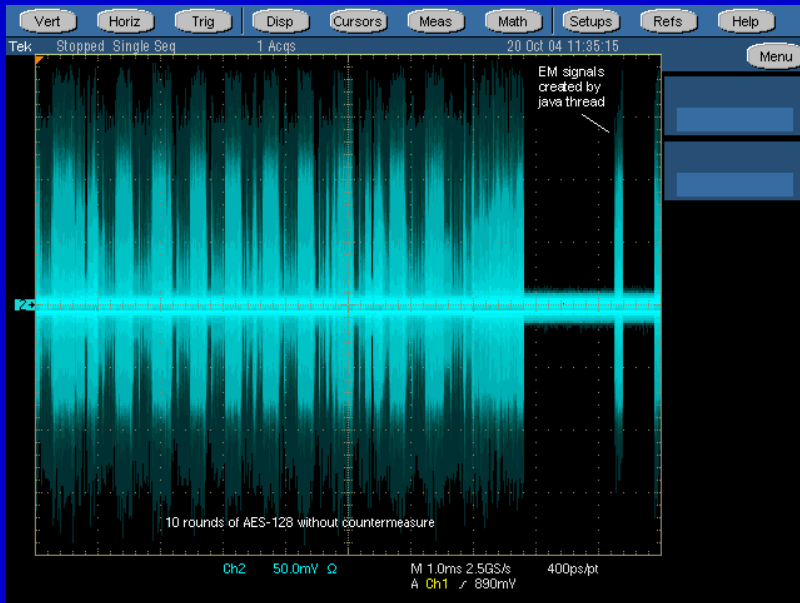 Vert Horiz Trig Disp Cursors Meas Math Setups Refs Help
Tek Stopped Single Seq 1 Acqs 20 Oct 04 11:35:15
Menu
EM signals
created by
java thread
2
10 rounds of AES-128 without countermeasure
Ch2 50.0mV Ω M 1.0ms 2.5GS/s 400ps/pt
A Ch1 ⌿ 890mV